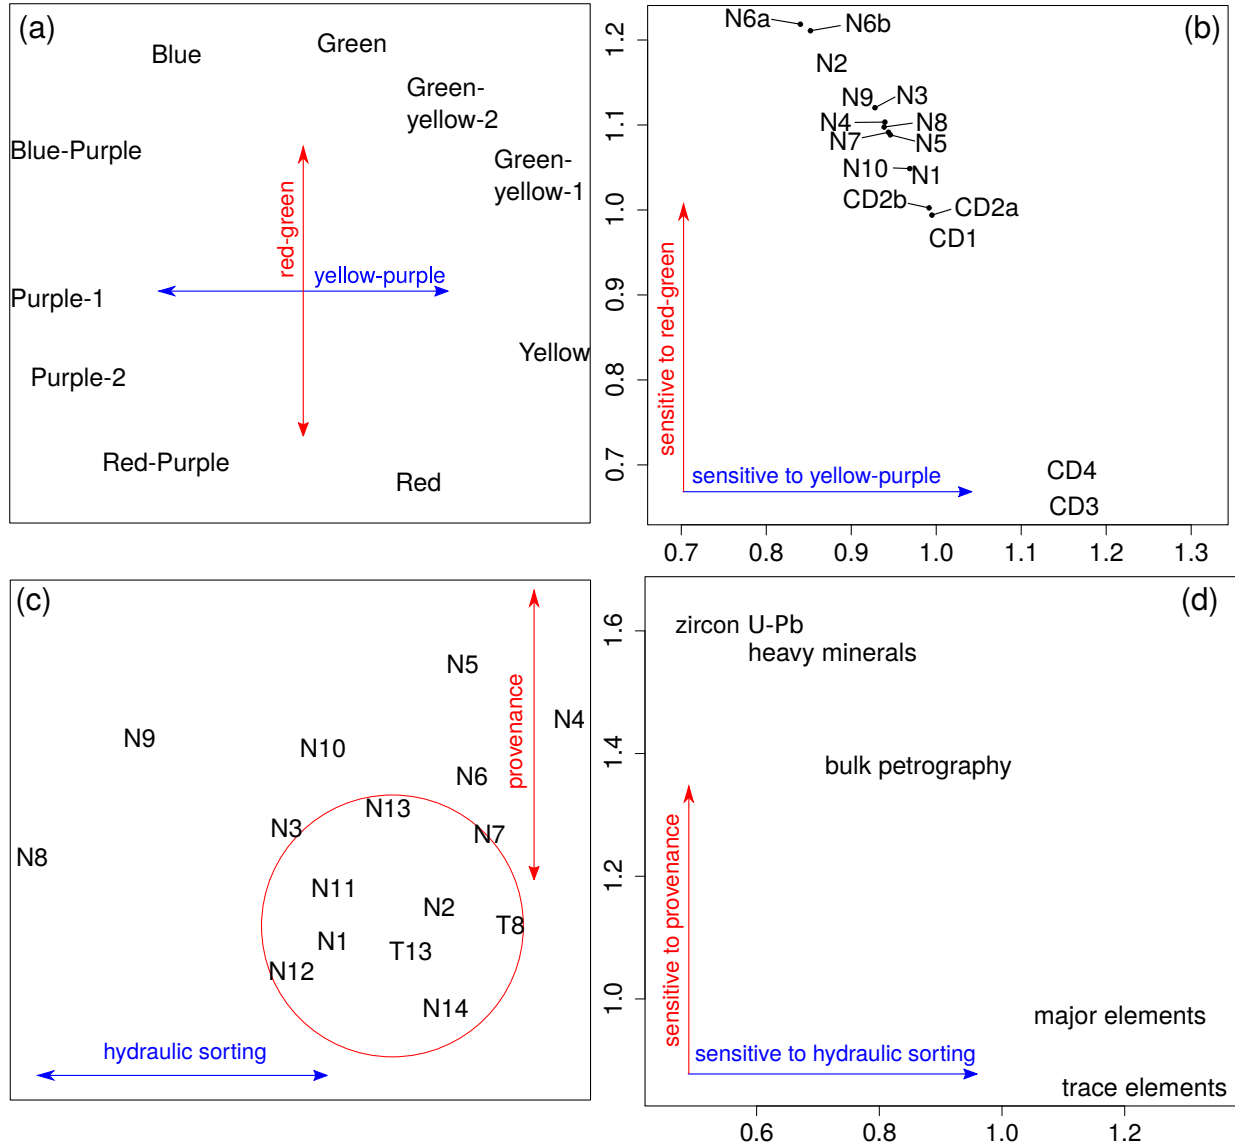 (a)
Blue
Green
Green-
yellow-2
Blue-Purple
Green-
yellow-1
red-green
yellow-purple
Purple-1
Yellow
Purple-2
Red-Purple
Red
(b)
N6a
N6b
N2
N9
N3
N4
N8
N7
N5
N10
N1
CD2b
CD2a
CD1
CD4
CD3
sensitive to red-green
sensitive to yellow-purple
1.2
1.1
1.0
0.9
0.8
0.7
0.7 0.8 0.9 1.0 1.1 1.2 1.3
(c)
N5
N4
N9
N10
N6
N13
N3
N7
N8
N11
N2
T8
N1
T13
N12
N14
provenance
hydraulic sorting
(d)
zircon U-Pb
heavy minerals
bulk petrography
major elements
trace elements
sensitive to provenance
sensitive to hydraulic sorting
1.6
1.4
1.2
1.0
0.6 0.8 1.0 1.2